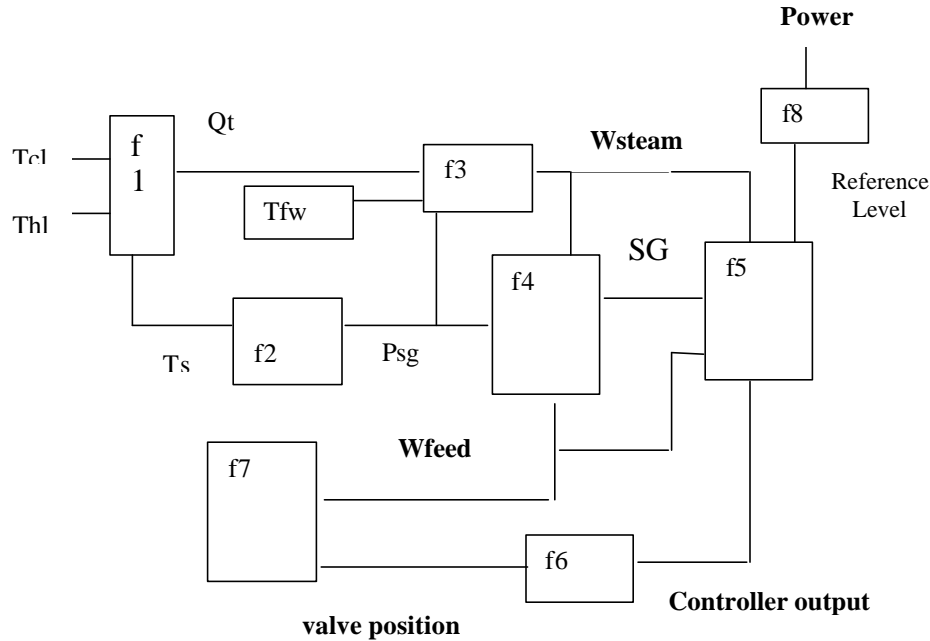 Power
f8
Qt
f
1
Wsteam
Tcl
f3
Reference
Level
Tfw
Thl
SG
f4
f5
f2
Psg
Ts
Wfeed
f7
f6
Controller output
valve position